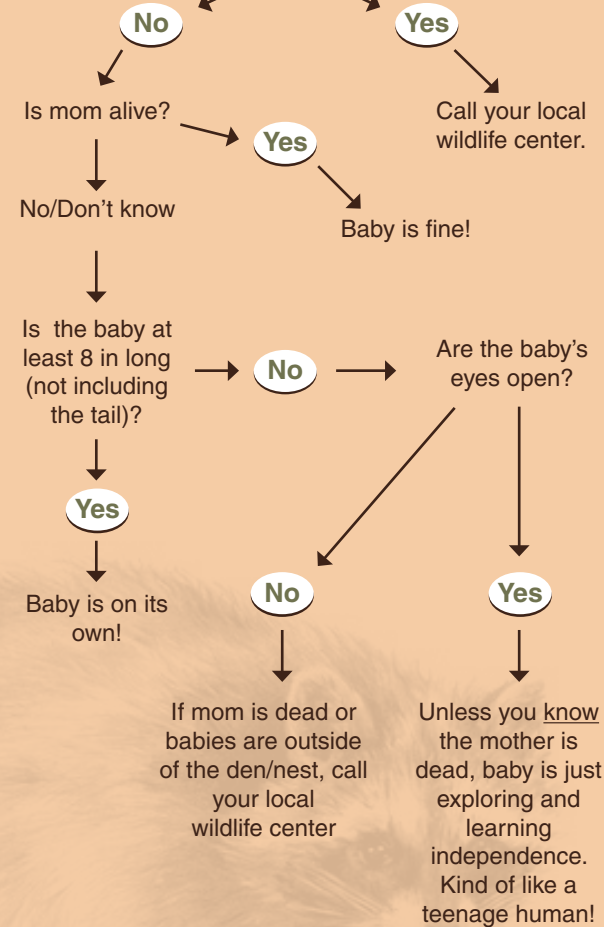 No
Yes
Is mom alive?
Call your local
wildlife center.
Yes
No/Don't know
Baby is fine!
Is the baby at
least 8 in long
(not including
the tail)?
No
Are the baby's
eyes open?
Yes
Baby is on its
own!
No
Yes
If mom is dead or
babies are outside
of the den/nest, call
your local
wildlife center
Unless you know
the mother is
dead, baby is just
exploring and
learning
independence.
Kind of like a
teenage human!